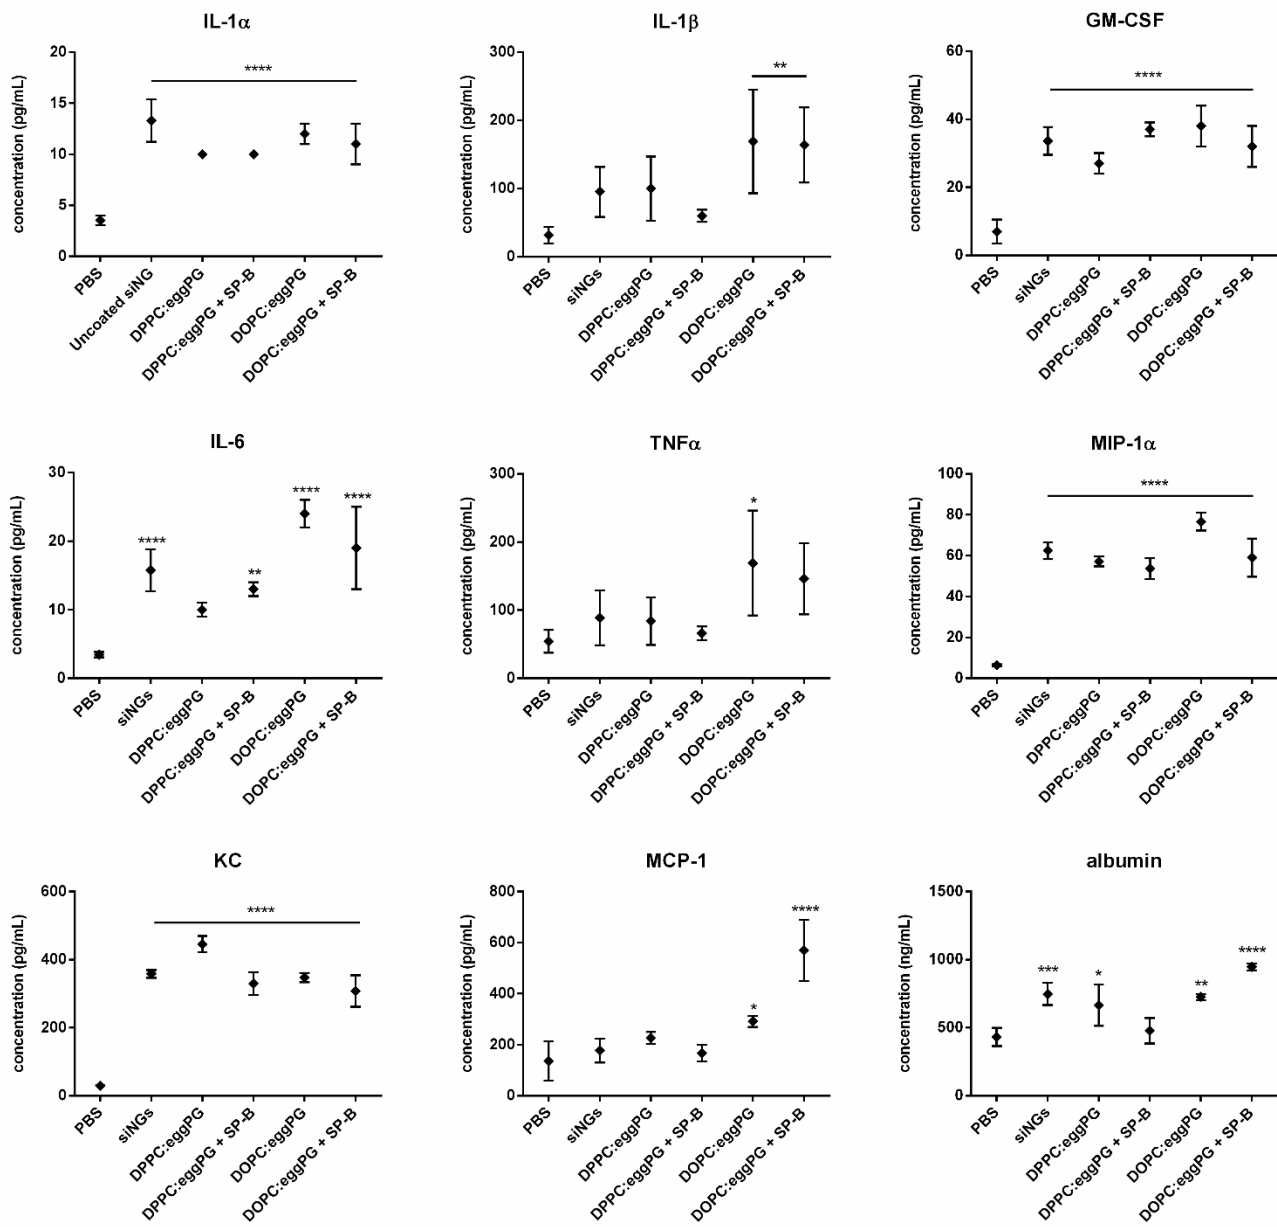 IL-1α
concentration (pg/mL)
20
15
10
5
0
****
PBS
Uncoated siNG
DPPC:eggPG
DPPC:eggPG + SP-B
DOPC:eggPG
DOPC:eggPG + SP-B
IL-1β
concentration (pg/mL)
300
200
100
0
**
PBS
siNGs
DPPC:eggPG
DPPC:eggPG + SP-B
DOPC:eggPG
DOPC:eggPG + SP-B
GM-CSF
concentration (pg/mL)
60
40
20
0
****
PBS
siNGs
DPPC:eggPG
DPPC:eggPG + SP-B
DOPC:eggPG
DOPC:eggPG + SP-B
IL-6
concentration (pg/mL)
30
20
10
0
****
**
****
****
PBS
siNGs
DPPC:eggPG
DPPC:eggPG + SP-B
DOPC:eggPG
DOPC:eggPG + SP-B
TNFα
concentration (pg/mL)
300
200
100
0
*
PBS
siNGs
DPPC:eggPG
DPPC:eggPG + SP-B
DOPC:eggPG
DOPC:eggPG + SP-B
MIP-1α
concentration (pg/mL)
100
80
60
40
20
0
****
PBS
siNGs
DPPC:eggPG
DPPC:eggPG + SP-B
DOPC:eggPG
DOPC:eggPG + SP-B
KC
concentration (pg/mL)
600
400
200
0
****
PBS
siNGs
DPPC:eggPG
DPPC:eggPG + SP-B
DOPC:eggPG
DOPC:eggPG + SP-B
MCP-1
concentration (pg/mL)
800
600
400
200
0
*
****
PBS
siNGs
DPPC:eggPG
DPPC:eggPG + SP-B
DOPC:eggPG
DOPC:eggPG + SP-B
albumin
concentration (ng/mL)
1500
1000
500
0
***
*
**
****
PBS
siNGs
DPPC:eggPG
DPPC:eggPG + SP-B
DOPC:eggPG
DOPC:eggPG + SP-B